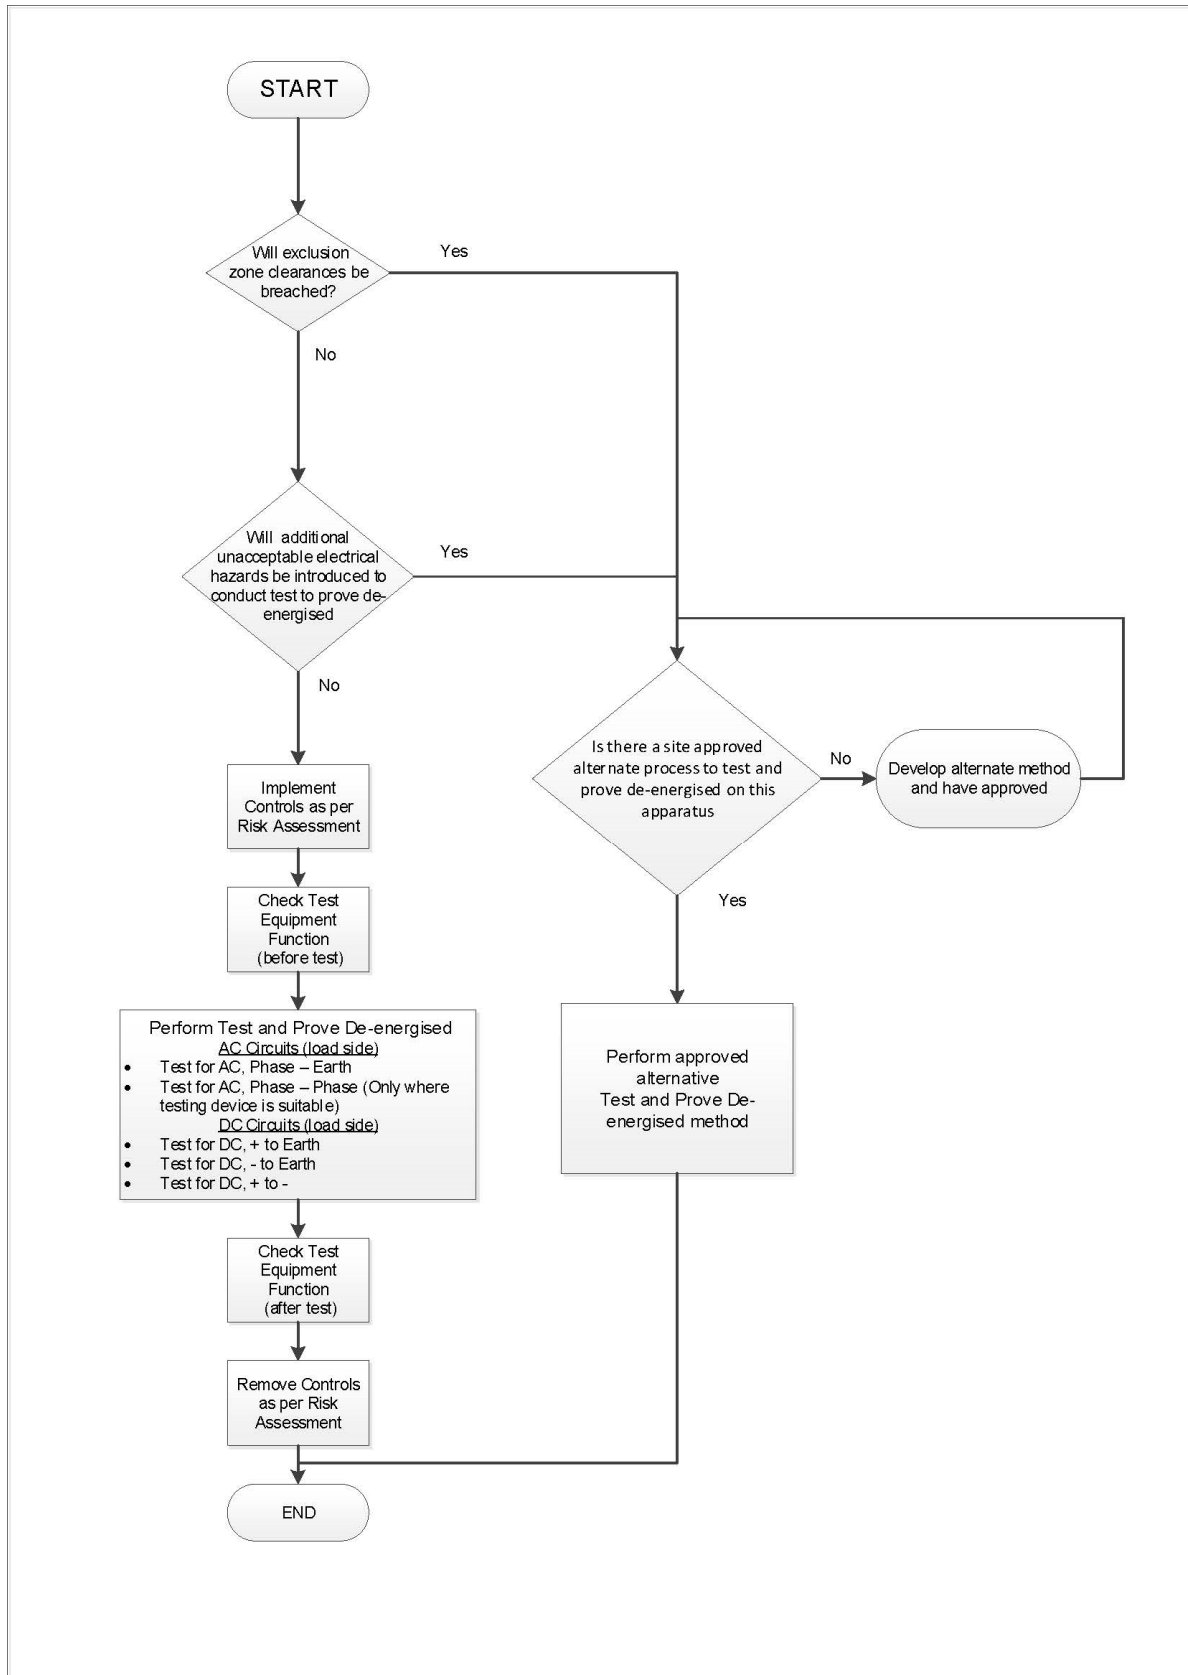 START
Will exclusion
zone clearances be
breached?
Yes
No
Will additional
unacceptable electrical
hazards be introduced to
conduct test to prove de-
energised
Yes
No
Is there a site approved
alternate process to test and
prove de-energised on this
apparatus
No
Develop alternate method
and have approved
Yes
Implement
Controls as per
Risk Assessment
Check Test
Equipment
Function
(before test)
Perform Test and Prove De-energised
AC Circuits (load side)
• Test for AC, Phase – Earth
• Test for AC, Phase – Phase (Only where
testing device is suitable)
DC Circuits (load side)
• Test for DC, + to Earth
• Test for DC, - to Earth
• Test for DC, + to -
Perform approved
alternative
Test and Prove De-
energised method
Check Test
Equipment
Function
(after test)
Remove Controls
as per Risk
Assessment
END